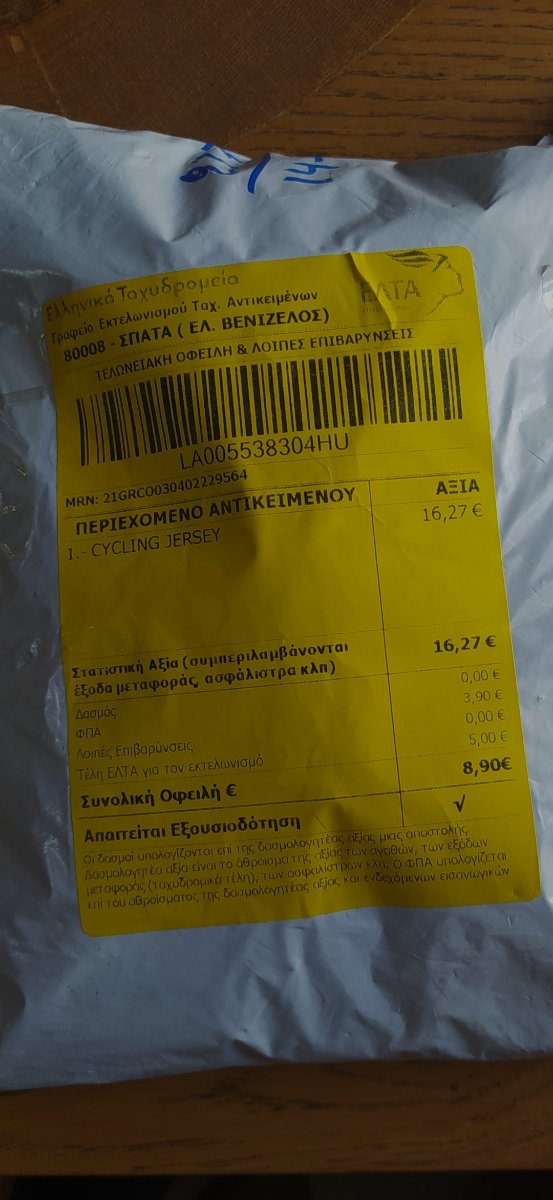 14-
Ελληνικά Ταχυδρομεία
ΕΛΤΑ
Γραφείο Εκτελωνισμού Ταχ. Αντικειμένων
80008 - ΣΠΑΤΑ ( ΕΛ. ΒΕΝΙΖΕΛΟΣ)
ΤΕΛΩΝΕΙΑΚΗ ΟΦΕΙΛΗ & ΛΟΙΠΕΣ ΕΠΙΒΑΡΥΝΣΕΙΣ
LA005538304HU
MRN: 21GRCO030402229564
ΠΕΡΙΕΧΟΜΕΝΟ ΑΝΤΙΚΕΙΜΕΝΟΥ ΑΞΙΑ
1.- CYCLING JERSEY 16,27 €
Στατιστική Αξία (συμπεριλαμβάνονται 16,27 €
έξοδα μεταφοράς, ασφάλιστρα κλπ)
Δασμός 0,00 €
ΦΠΑ 3,90 €
Λοιπές Επιβαρύνσεις 0,00 €
Τέλη ΕΛΤΑ για τον εκτελωνισμό 5,00 €
Συνολική Οφειλή € 8,90€
Απαιτείται Εξουσιοδότηση √
Οι δασμοί υπολογίζονται επί της δασμολογητέας αξίας μιας αποστολής.
Δασμολογητέα αξία είναι το άθροισμα της αξίας των αγαθών, των εξόδων
μεταφοράς (ταχυδρομικά τέλη), των ασφαλίστρων κλπ. Ο ΦΠΑ υπολογίζεται
επί του αθροίσματος της δασμολογητέας αξίας και ενδεχόμενων εισαγωγικών